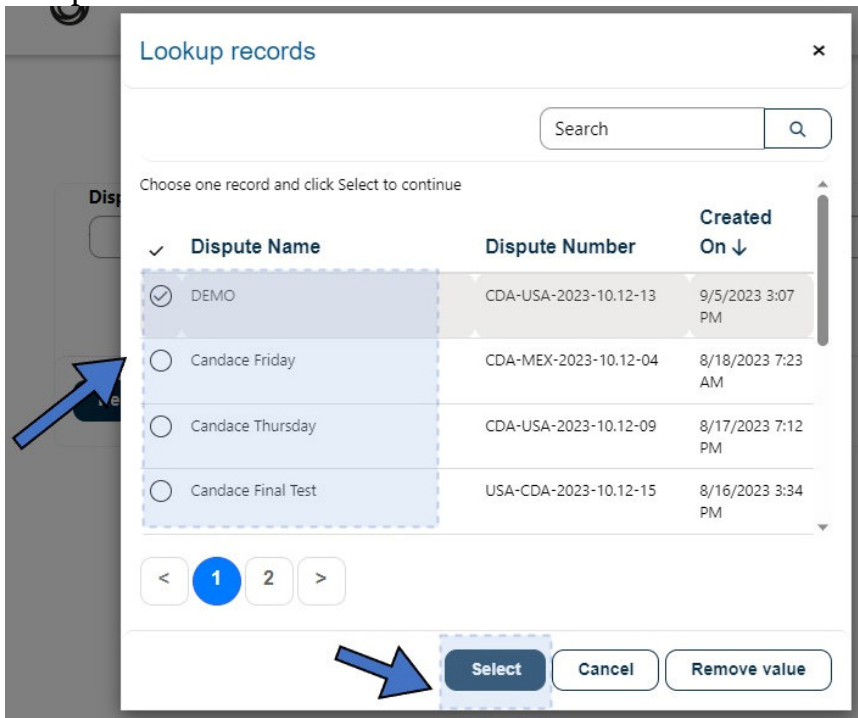 Lookup records ×
Search
Choose one record and click Select to continue
Disp
Created
Dispute Name Dispute Number On ↓
DEMO CDA-USA-2023-10.12-13 9/5/2023 3:07
PM
Candace Friday CDA-MEX-2023-10.12-04 8/18/2023 7:23
AM
Ne
Candace Thursday CDA-USA-2023-10.12-09 8/17/2023 7:12
PM
Candace Final Test USA-CDA-2023-10.12-15 8/16/2023 3:34
PM
< 1 2 >
Select Cancel Remove value